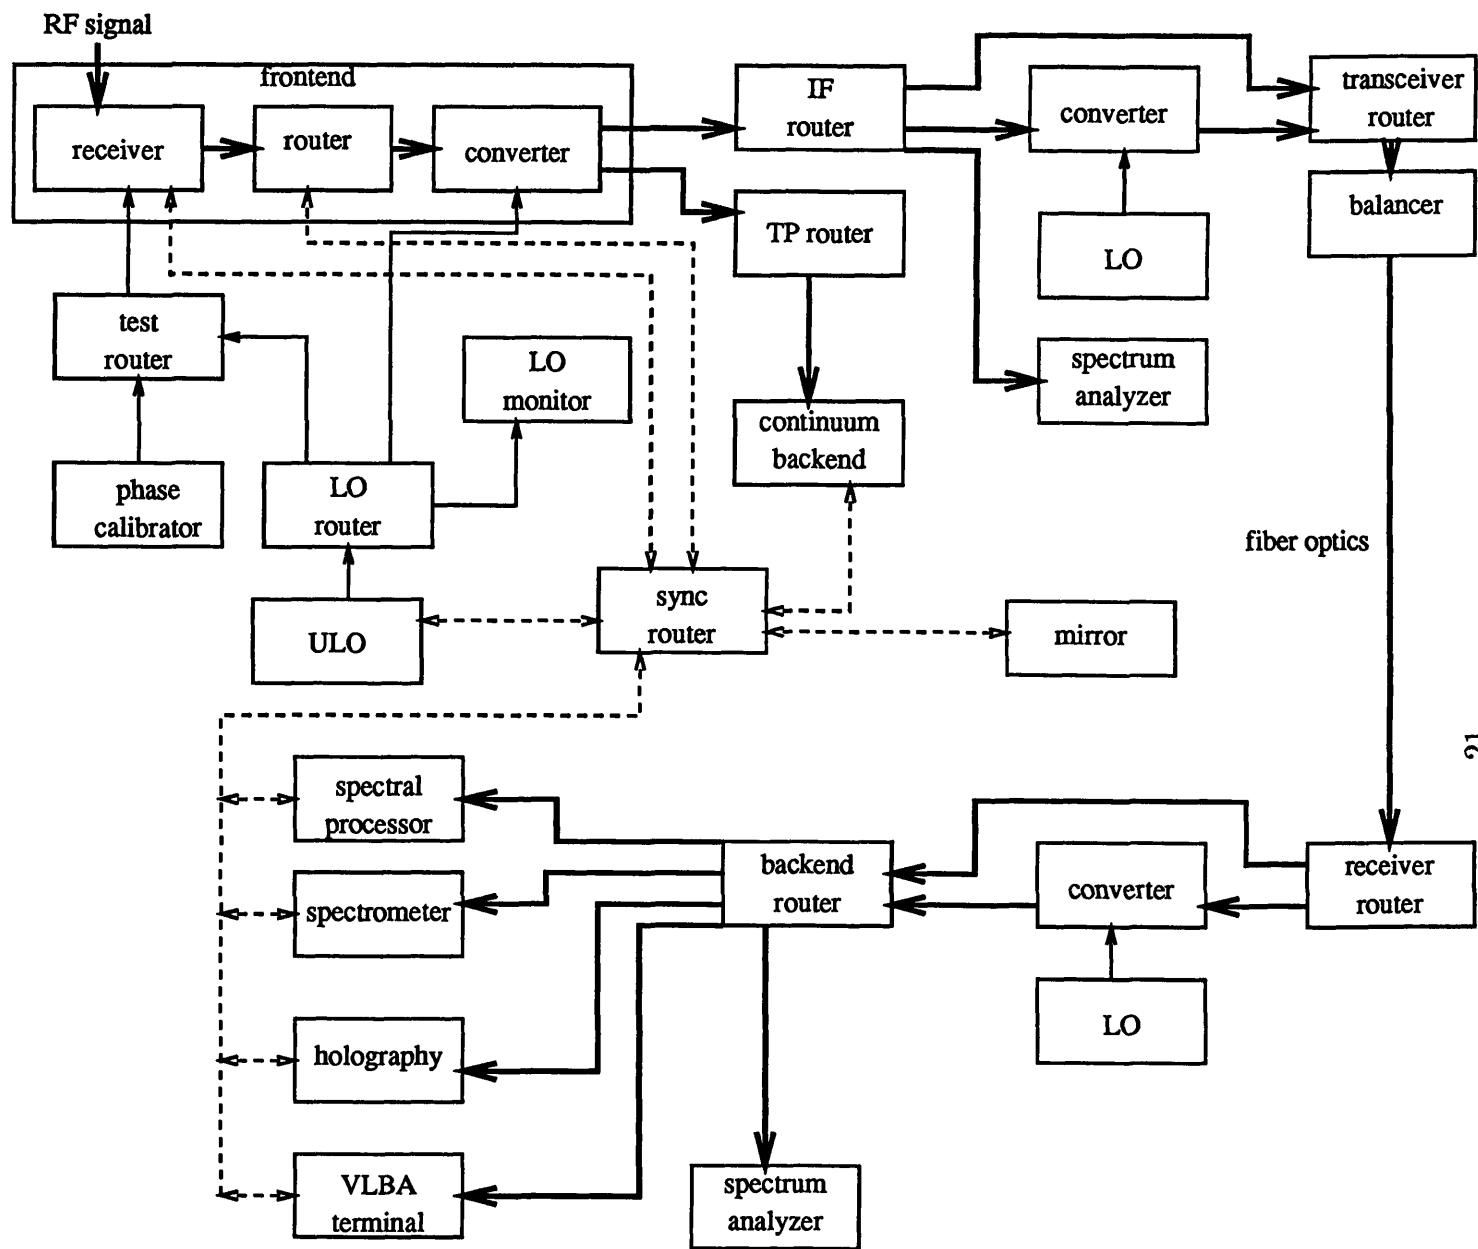 RF signal
frontend
receiver
router
converter
IF
router
converter
transceiver
router
TP router
LO
balancer
test
router
LO
monitor
spectrum
analyzer
continuum
backend
phase
calibrator
LO
router
fiber optics
ULO
sync
router
mirror
21
spectral
processor
backend
router
converter
receiver
router
spectrometer
holography
LO
VLBA
terminal
spectrum
analyzer